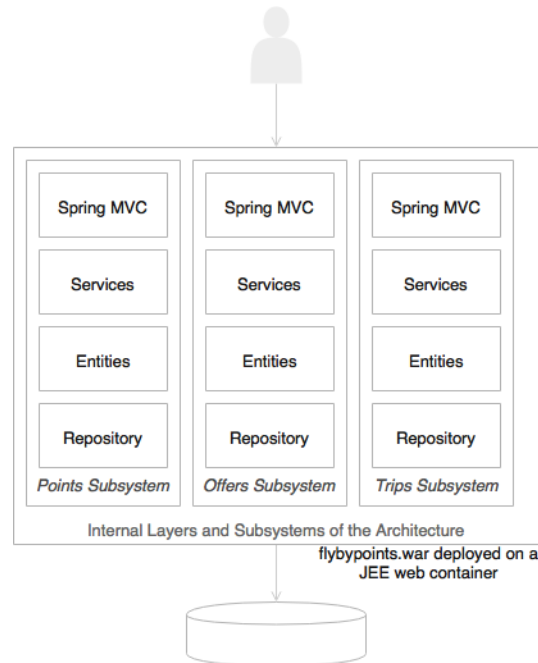 Spring MVC
Services
Entities
Repository
Points Subsystem
Spring MVC
Services
Entities
Repository
Offers Subsystem
Spring MVC
Services
Entities
Repository
Trips Subsystem
Internal Layers and Subsystems of the Architecture
flybypoints.war deployed on a
JEE web container